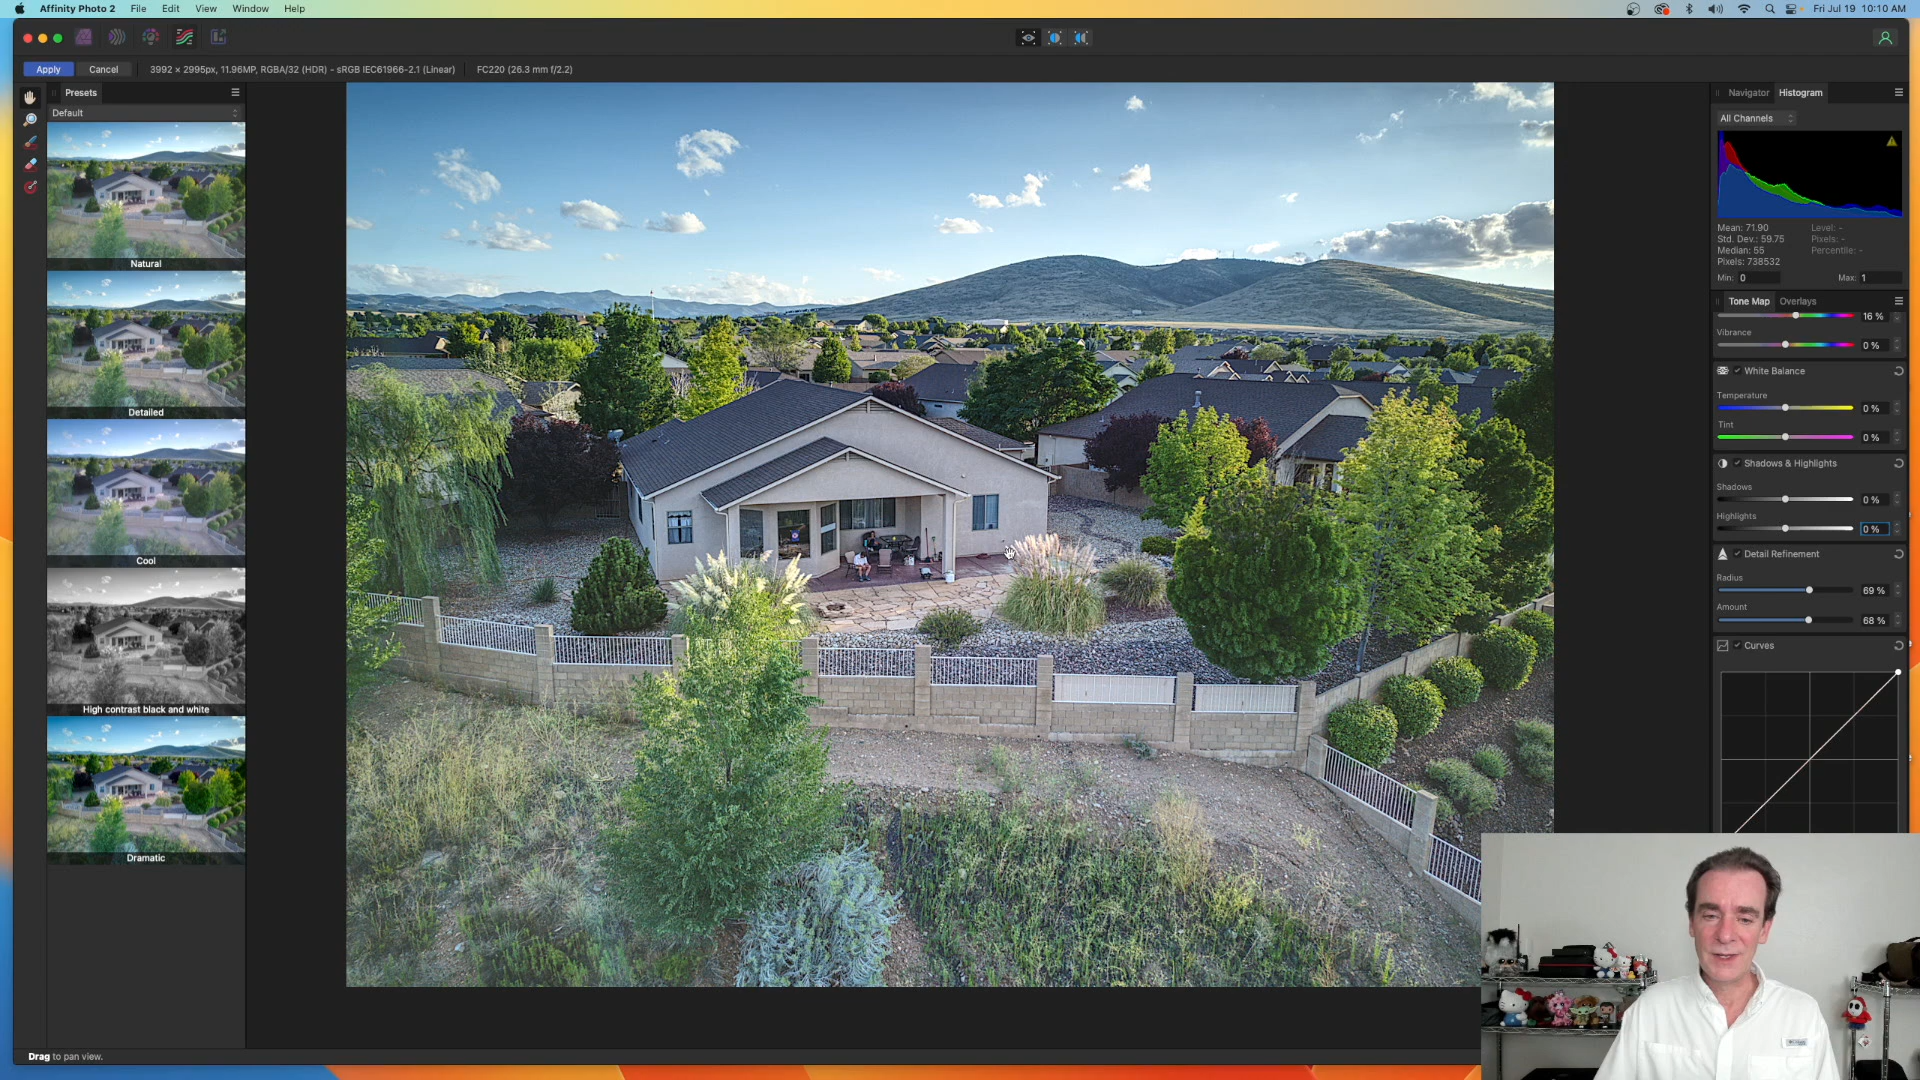 Affinity Photo 2 File Edit View Window Help Fri Jul 19 10:10 AM
Apply Cancel 3992 × 2995px, 11.96MP, RGBA/32 (HDR) - sRGB IEC61966-2.1 (Linear) FC220 (26.3 mm f/2.2)
Presets
Default
Natural
Detailed
Cool
High contrast black and white
Dramatic
Navigator Histogram
All Channels
Mean: 71.90 Level: -
Std. Dev.: 59.75 Pixels: -
Median: 55 Percentile: -
Pixels: 738532
Min: 0 Max: 1
Tone Map Overlays
16 %
Vibrance
0 %
White Balance
Temperature
0 %
Tint
0 %
Shadows & Highlights
Shadows
0 %
Highlights
0 %
Detail Refinement
Radius
69 %
Amount
68 %
Curves
Drag to pan view.